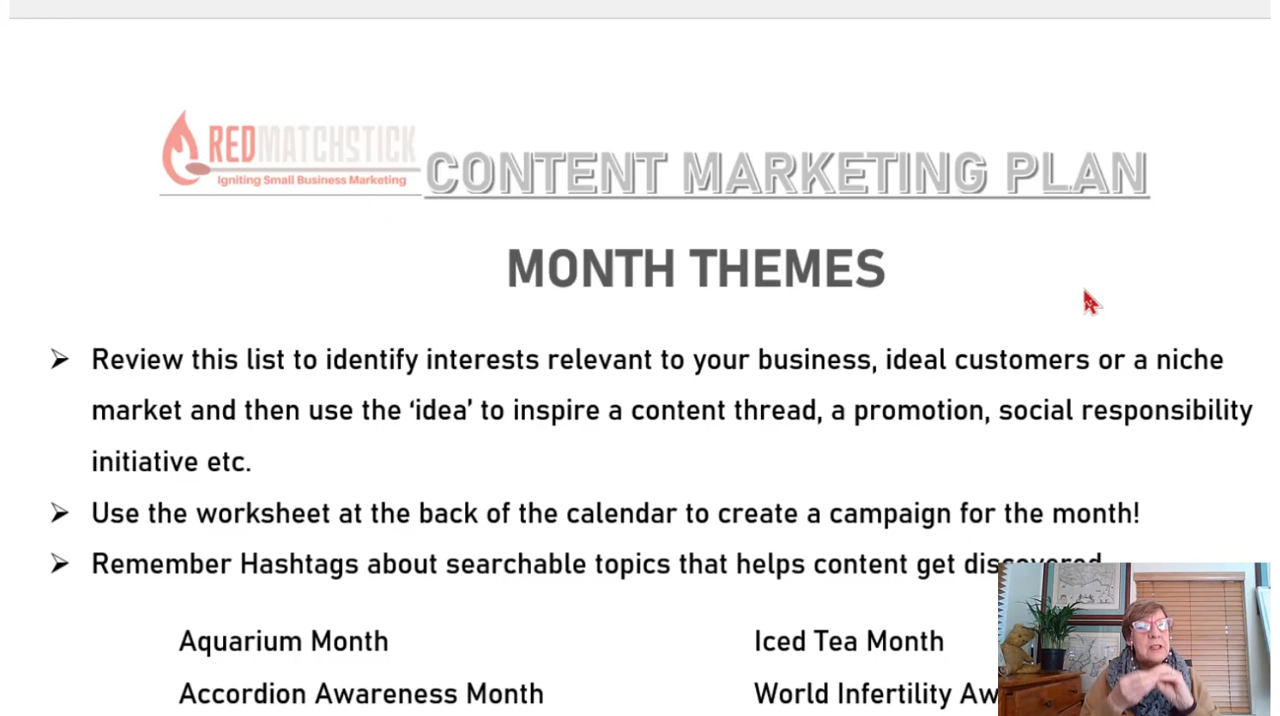 REDMATCHSTICK
Igniting Small Business Marketing
CONTENT MARKETING PLAN
MONTH THEMES
Review this list to identify interests relevant to your business, ideal customers or a niche
market and then use the ‘idea’ to inspire a content thread, a promotion, social responsibility
initiative etc.
Use the worksheet at the back of the calendar to create a campaign for the month!
Remember Hashtags about searchable topics that helps content get discovered
Aquarium Month
Iced Tea Month
Accordion Awareness Month
World Infertility